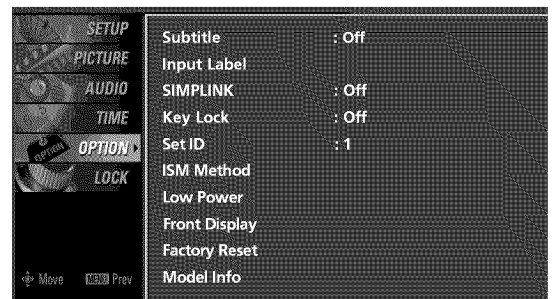 SETUP
PICTURE
AUDIO
TIME
OPTION
OPTION
LOCK
Move MENU Prev
Subtitle : Off
Input Label
SIMPLINK : Off
Key Lock : Off
Set ID : 1
ISM Method
Low Power
Front Display
Factory Reset
Model Info